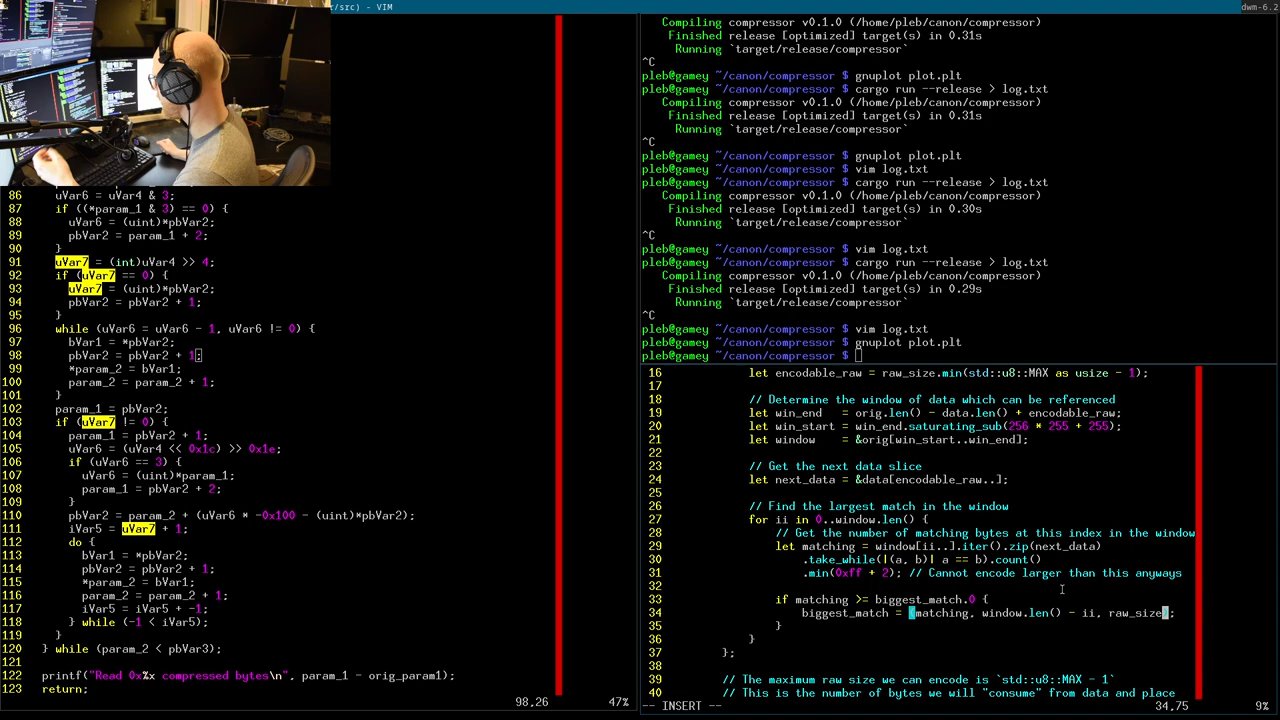 r/src) - VIM
dwm-6.2
86 uVar6 = uVar4 & 3;
87 if ((*param_1 & 3) == 0) {
88 uVar6 = (uint)*pbVar2;
89 pbVar2 = param_1 + 2;
90 }
91 uVar7 = (int)uVar4 >> 4;
92 if (uVar7 == 0) {
93 uVar7 = (uint)*pbVar2;
94 pbVar2 = pbVar2 + 1;
95 }
96 while (uVar6 = uVar6 - 1, uVar6 != 0) {
97 bVar1 = *pbVar2;
98 pbVar2 = pbVar2 + 1;
99 *param_2 = bVar1;
100 param_2 = param_2 + 1;
101 }
102 param_1 = pbVar2;
103 if (uVar7 != 0) {
104 param_1 = pbVar2 + 1;
105 uVar6 = (uVar4 << 0x1c) >> 0x1e;
106 if (uVar6 == 3) {
107 uVar6 = (uint)*param_1;
108 param_1 = pbVar2 + 2;
109 }
110 pbVar2 = param_2 + (uVar6 * -0x100 - (uint)*pbVar2);
111 iVar5 = uVar7 + 1;
112 do {
113 bVar1 = *pbVar2;
114 pbVar2 = pbVar2 + 1;
115 *param_2 = bVar1;
116 param_2 = param_2 + 1;
117 iVar5 = iVar5 + -1;
118 } while (-1 < iVar5);
119 }
120 } while (param_2 < pbVar3);
121
122 printf("Read 0x%x compressed bytes\n", param_1 - orig_param1);
123 return;
98,26 47%
Compiling compressor v0.1.0 (/home/pleb/canon/compressor)
Finished release [optimized] target(s) in 0.31s
Running `target/release/compressor`
^C
pleb@gamey ~/canon/compressor $ gnuplot plot.plt
pleb@gamey ~/canon/compressor $ cargo run --release > log.txt
Compiling compressor v0.1.0 (/home/pleb/canon/compressor)
Finished release [optimized] target(s) in 0.31s
Running `target/release/compressor`
^C
pleb@gamey ~/canon/compressor $ gnuplot plot.plt
pleb@gamey ~/canon/compressor $ vim log.txt
pleb@gamey ~/canon/compressor $ cargo run --release > log.txt
Compiling compressor v0.1.0 (/home/pleb/canon/compressor)
Finished release [optimized] target(s) in 0.30s
Running `target/release/compressor`
^C
pleb@gamey ~/canon/compressor $ vim log.txt
pleb@gamey ~/canon/compressor $ cargo run --release > log.txt
Compiling compressor v0.1.0 (/home/pleb/canon/compressor)
Finished release [optimized] target(s) in 0.29s
Running `target/release/compressor`
^C
pleb@gamey ~/canon/compressor $ vim log.txt
pleb@gamey ~/canon/compressor $ gnuplot plot.plt
pleb@gamey ~/canon/compressor $
16 let encodable_raw = raw_size.min(std::u8::MAX as usize - 1);
17
18 // Determine the window of data which can be referenced
19 let win_end = orig.len() - data.len() + encodable_raw;
20 let win_start = win_end.saturating_sub(256 * 255 + 255);
21 let window = &orig[win_start..win_end];
22
23 // Get the next data slice
24 let next_data = &data[encodable_raw..];
25
26 // Find the largest match in the window
27 for ii in 0..window.len() {
28 // Get the number of matching bytes at this index in the window
29 let matching = window[ii..].iter().zip(next_data)
30 .take_while(|(a, b)| a == b).count()
31 .min(0xff + 2); // Cannot encode larger than this anyways
32
33 if matching >= biggest_match.0 {
34 biggest_match = (matching, window.len() - ii, raw_size);
35 }
36 }
37 };
38
39 // The maximum raw size we can encode is `std::u8::MAX - 1`
40 // This is the number of bytes we will "consume" from data and place
-- INSERT -- 34,75 9%